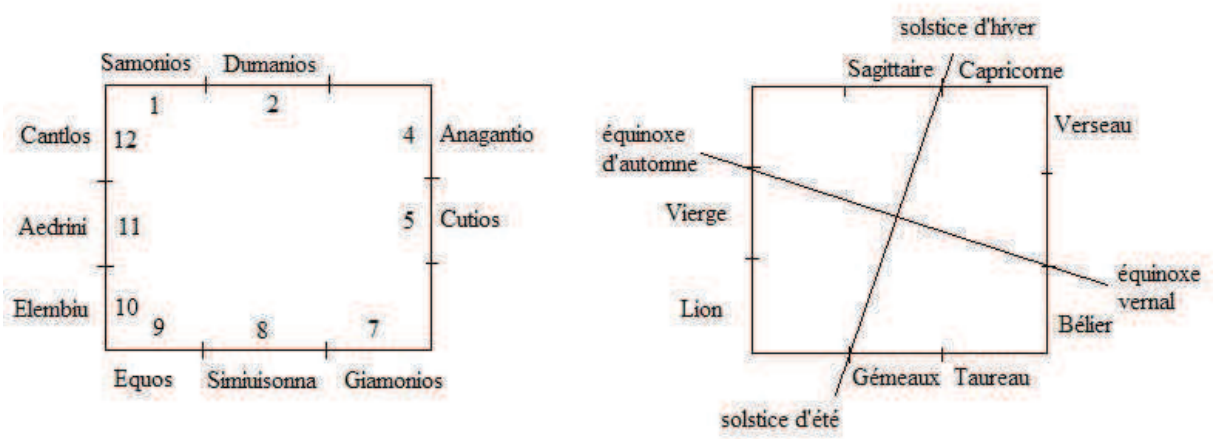 Samonios Dumanios
1 2
Cantlos 12 4 Anagantio
Aedrini 11 5 Cutios
Elembiu 10
9 8 7
Equos Simiuisonna Giamonios
solstice d'hiver
Sagittaire Capricorne
équinoxe
d'automne
Verseau
Vierge
Lion
équinoxe
vernal
Bélier
Gémeaux Taureau
solstice d'été